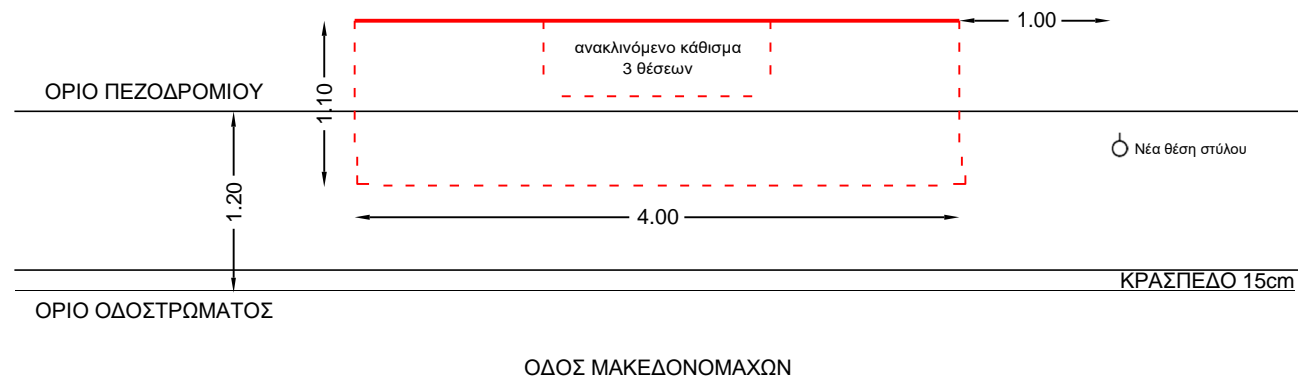 1.00
ανακλινόμενο κάθισμα
3 θέσεων
ΟΡΙΟ ΠΕΖΟΔΡΟΜΙΟΥ
1.10
Νέα θέση στύλου
1.20
4.00
ΚΡΑΣΠΕΔΟ 15cm
ΟΡΙΟ ΟΔΟΣΤΡΩΜΑΤΟΣ
ΟΔΟΣ ΜΑΚΕΔΟΝΟΜΑΧΩΝ